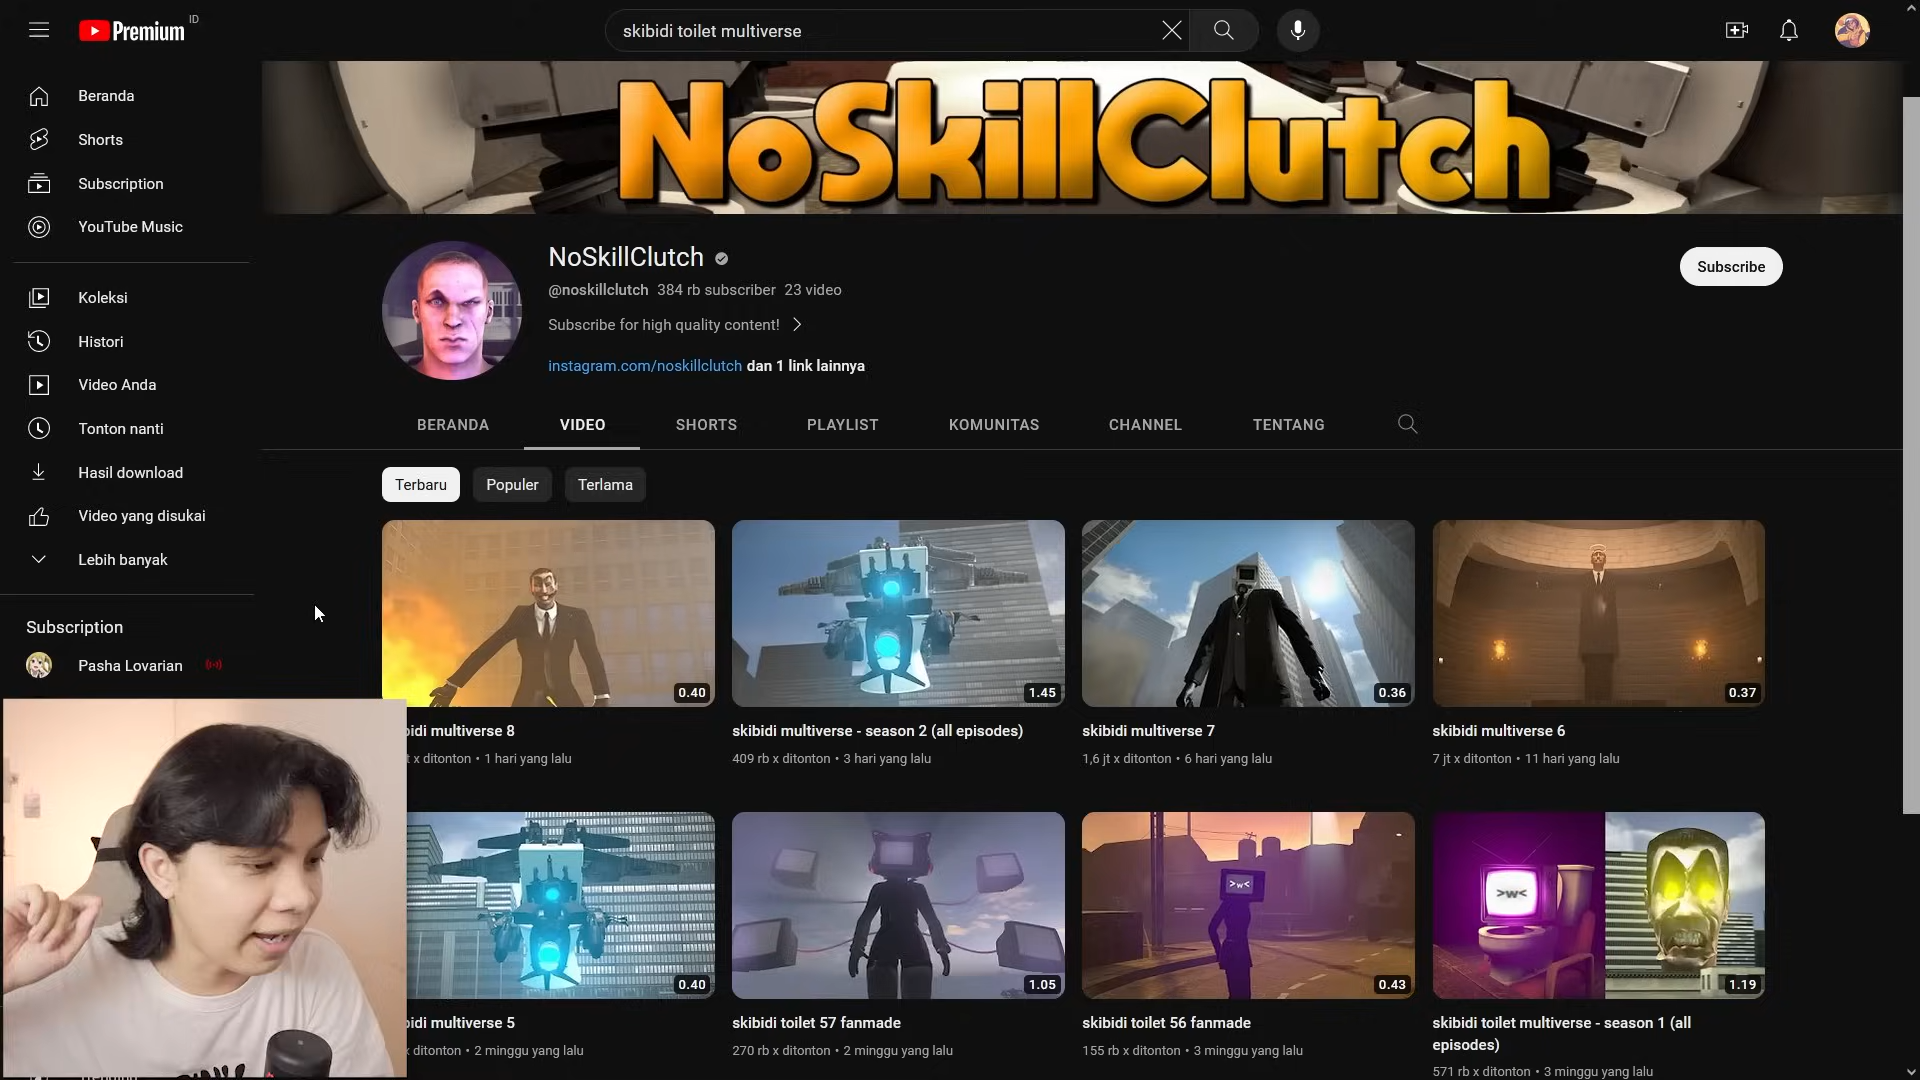 Premium ID
skibidi toilet multiverse
Beranda
Shorts
Subscription
YouTube Music
Koleksi
Histori
Video Anda
Tonton nanti
Hasil download
Video yang disukai
Lebih banyak
Subscription
Pasha Lovarian
NoSkillClutch
NoSkillClutch
@noskillclutch 384 rb subscriber 23 video
Subscribe for high quality content!
instagram.com/noskillclutch dan 1 link lainnya
Subscribe
BERANDA VIDEO SHORTS PLAYLIST KOMUNITAS CHANNEL TENTANG
Terbaru Populer Terlama
0.40 1.45 0.36 0.37
multiverse 8
x ditonton • 1 hari yang lalu
skibidi multiverse - season 2 (all episodes)
409 rb x ditonton • 3 hari yang lalu
skibidi multiverse 7
1,6 jt x ditonton • 6 hari yang lalu
skibidi multiverse 6
7 jt x ditonton • 11 hari yang lalu
>w<
>w<
0.40 1.05 0.43 1.19
multiverse 5
x ditonton • 2 minggu yang lalu
skibidi toilet 57 fanmade
270 rb x ditonton • 2 minggu yang lalu
skibidi toilet 56 fanmade
155 rb x ditonton • 3 minggu yang lalu
skibidi toilet multiverse - season 1 (all
episodes)
571 rb x ditonton • 3 minggu yang lalu